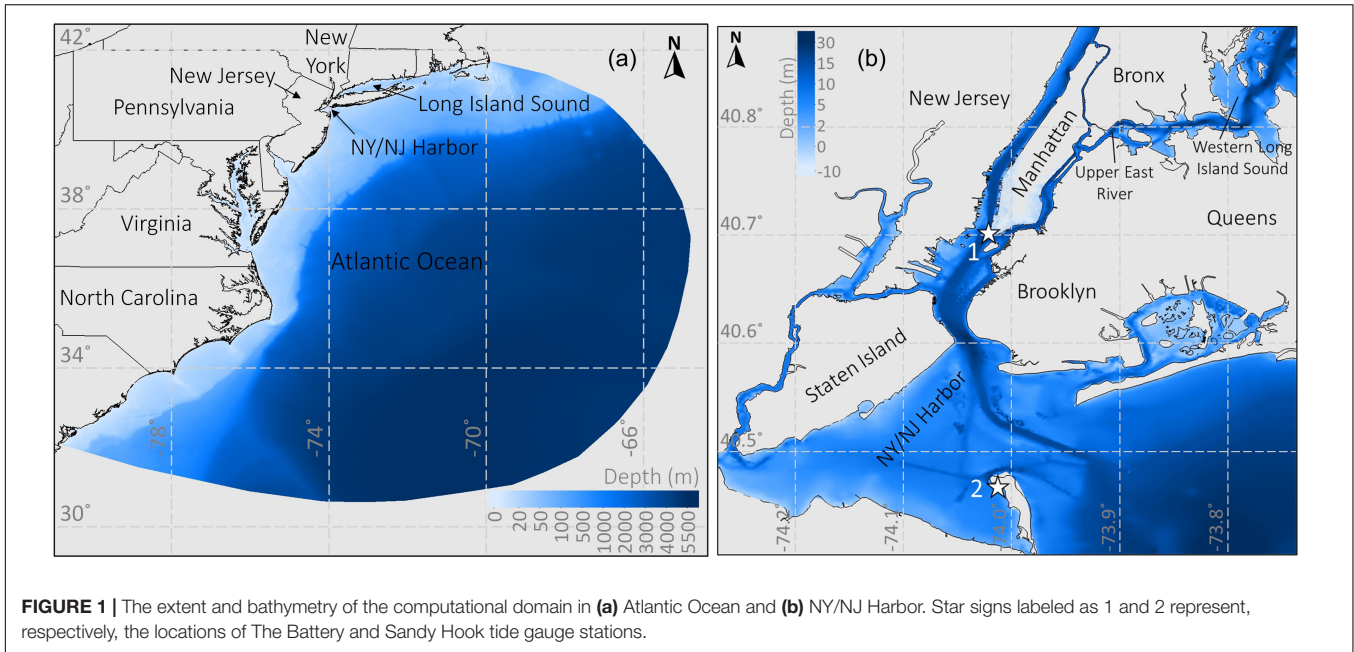 42°
New
York
(a)
N
New Jersey
Pennsylvania
Long Island Sound
NY/NJ Harbor
38°
Virginia
Atlantic Ocean
North Carolina
34°
-78°
-74°
-70°
-66°
Depth (m)
30°
0
20
50
100
500
1000
2000
3000
4000
5500
N
Depth (m)
30
15
10
5
2
0
-10
(b)
Bronx
New Jersey
40.8°
Manhattan
Western Long
Island Sound
Upper East
River
Queens
40.7°
1
Brooklyn
40.6°
Staten Island
NY/NJ Harbor
40.5°
2
-74.2°
-74.1°
-74.0°
-73.9°
-73.8°
FIGURE 1 | The extent and bathymetry of the computational domain in (a) Atlantic Ocean and (b) NY/NJ Harbor. Star signs labeled as 1 and 2 represent,
respectively, the locations of The Battery and Sandy Hook tide gauge stations.